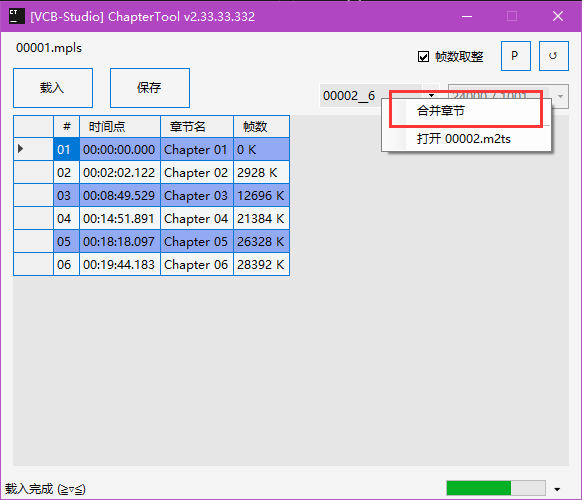 [VCB-Studio] ChapterTool v2.33.33.332
00001.mpls
帧数取整
P
↺
载入
保存
00002__6
24000 / 1001
合并章节
打开 00002.m2ts
# 时间点 章节名 帧数
01 00:00:00.000 Chapter 01 0 K
02 00:02:02.122 Chapter 02 2928 K
03 00:08:49.529 Chapter 03 12696 K
04 00:14:51.891 Chapter 04 21384 K
05 00:18:18.097 Chapter 05 26328 K
06 00:19:44.183 Chapter 06 28392 K
载入完成 (≧▽≦)